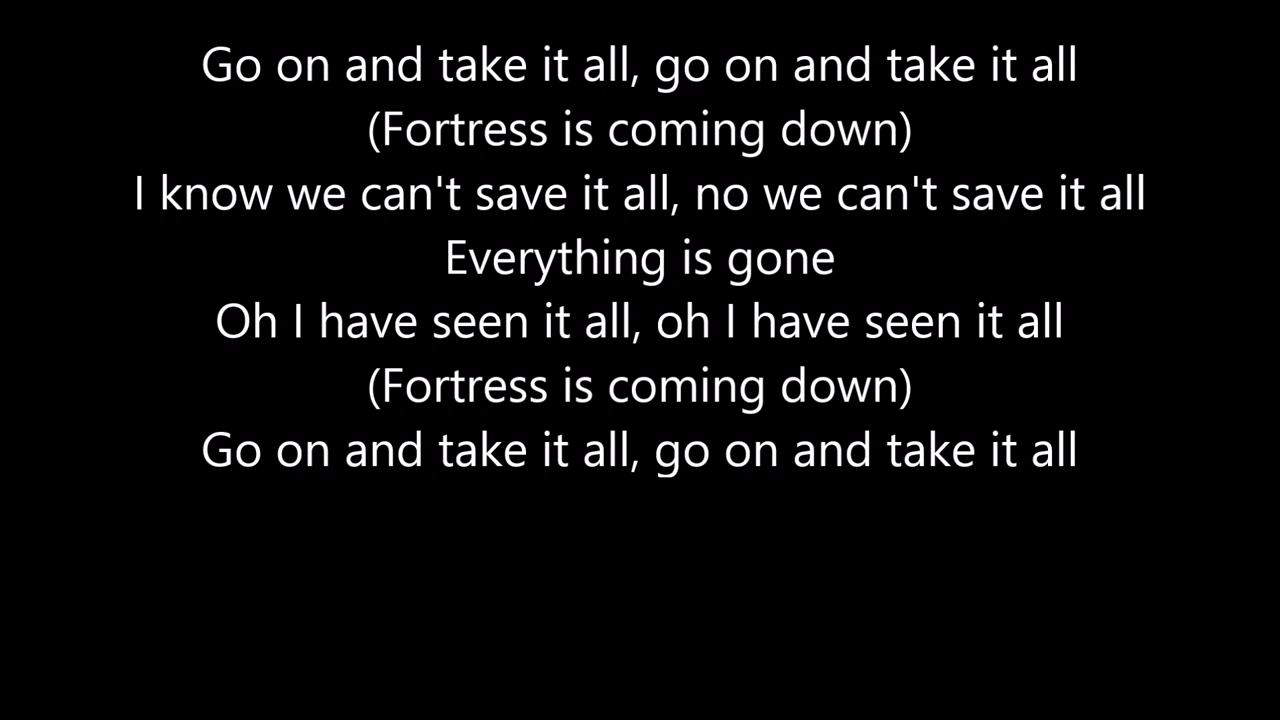 Go on and take it all, go on and take it all
(Fortress is coming down)
I know we can't save it all, no we can't save it all
Everything is gone
Oh I have seen it all, oh I have seen it all
(Fortress is coming down)
Go on and take it all, go on and take it all